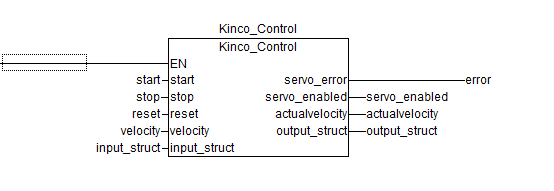 Kinco_Control
Kinco_Control
EN
start start servo_error error
stop stop servo_enabled servo_enabled
reset reset actualvelocity actualvelocity
velocity velocity output_struct output_struct
input_struct input_struct